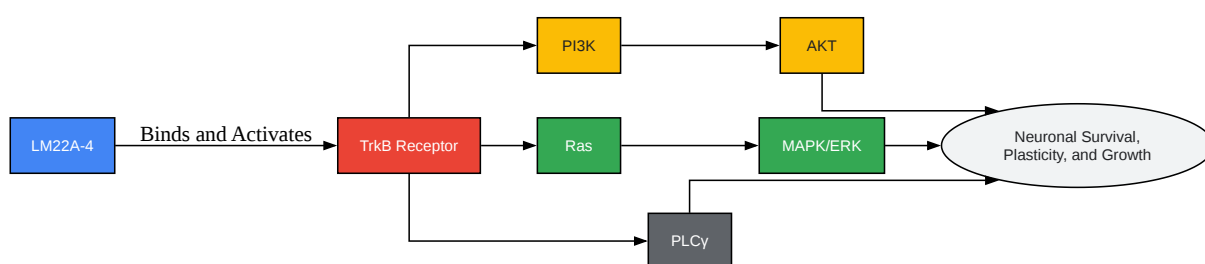 PI3K
AKT
LM22A-4
Binds and Activates
TrkB Receptor
Ras
MAPK/ERK
Neuronal Survival,
Plasticity, and Growth
PLCγ